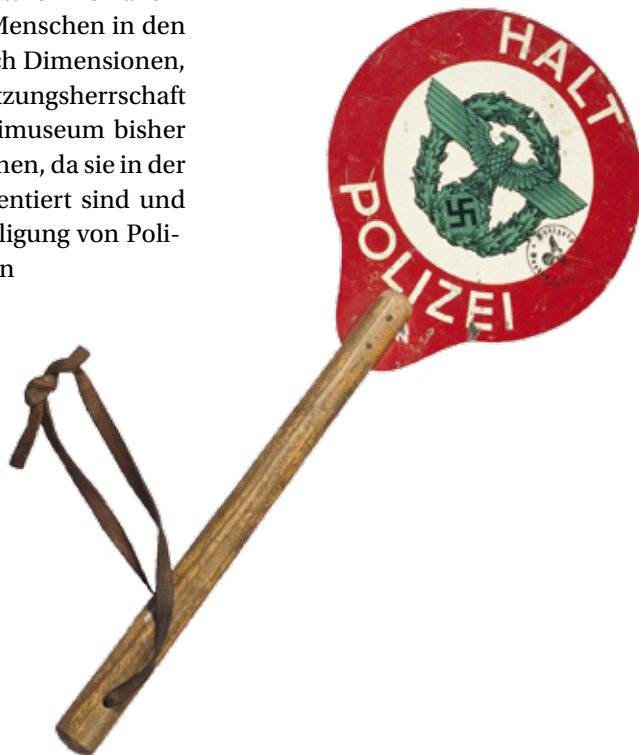 Menschen in den
ch Dimensionen,
tzungsherrschaft
imuseum bisher
nen, da sie in der
entiert sind und
ligung von Poli-
n
HALT
POLIZEI